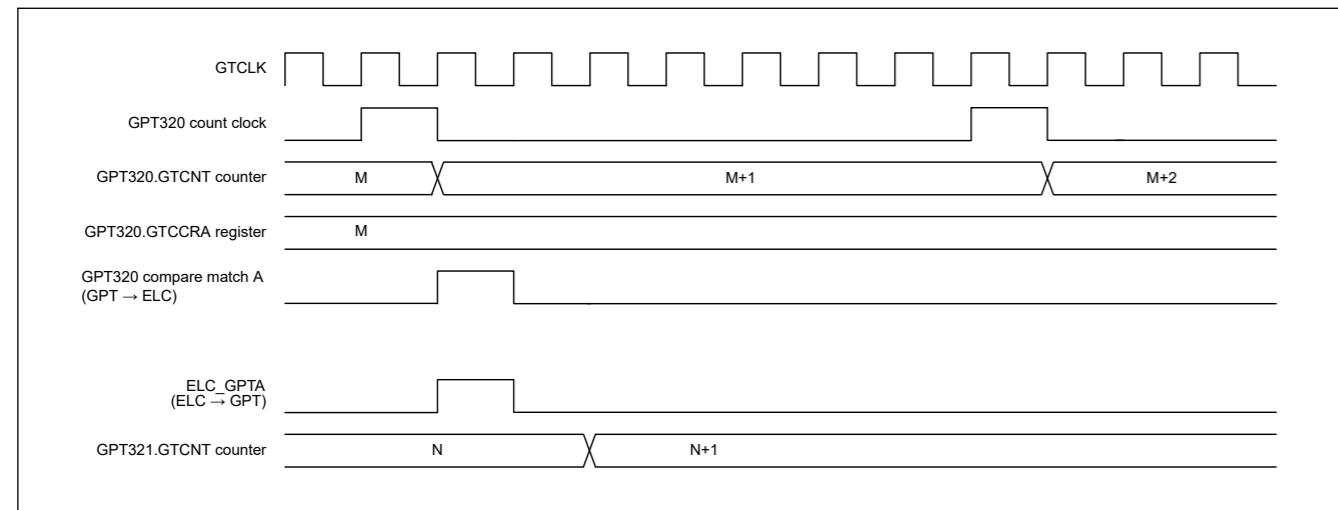 GTCLK
GPT320 count clock
GPT320.GTCNT counter
M
M+1
M+2
GPT320.GTCCRA register
M
GPT320 compare match A
(GPT → ELC)
ELC_GPTA
(ELC → GPT)
GPT321.GTCNT counter
N
N+1